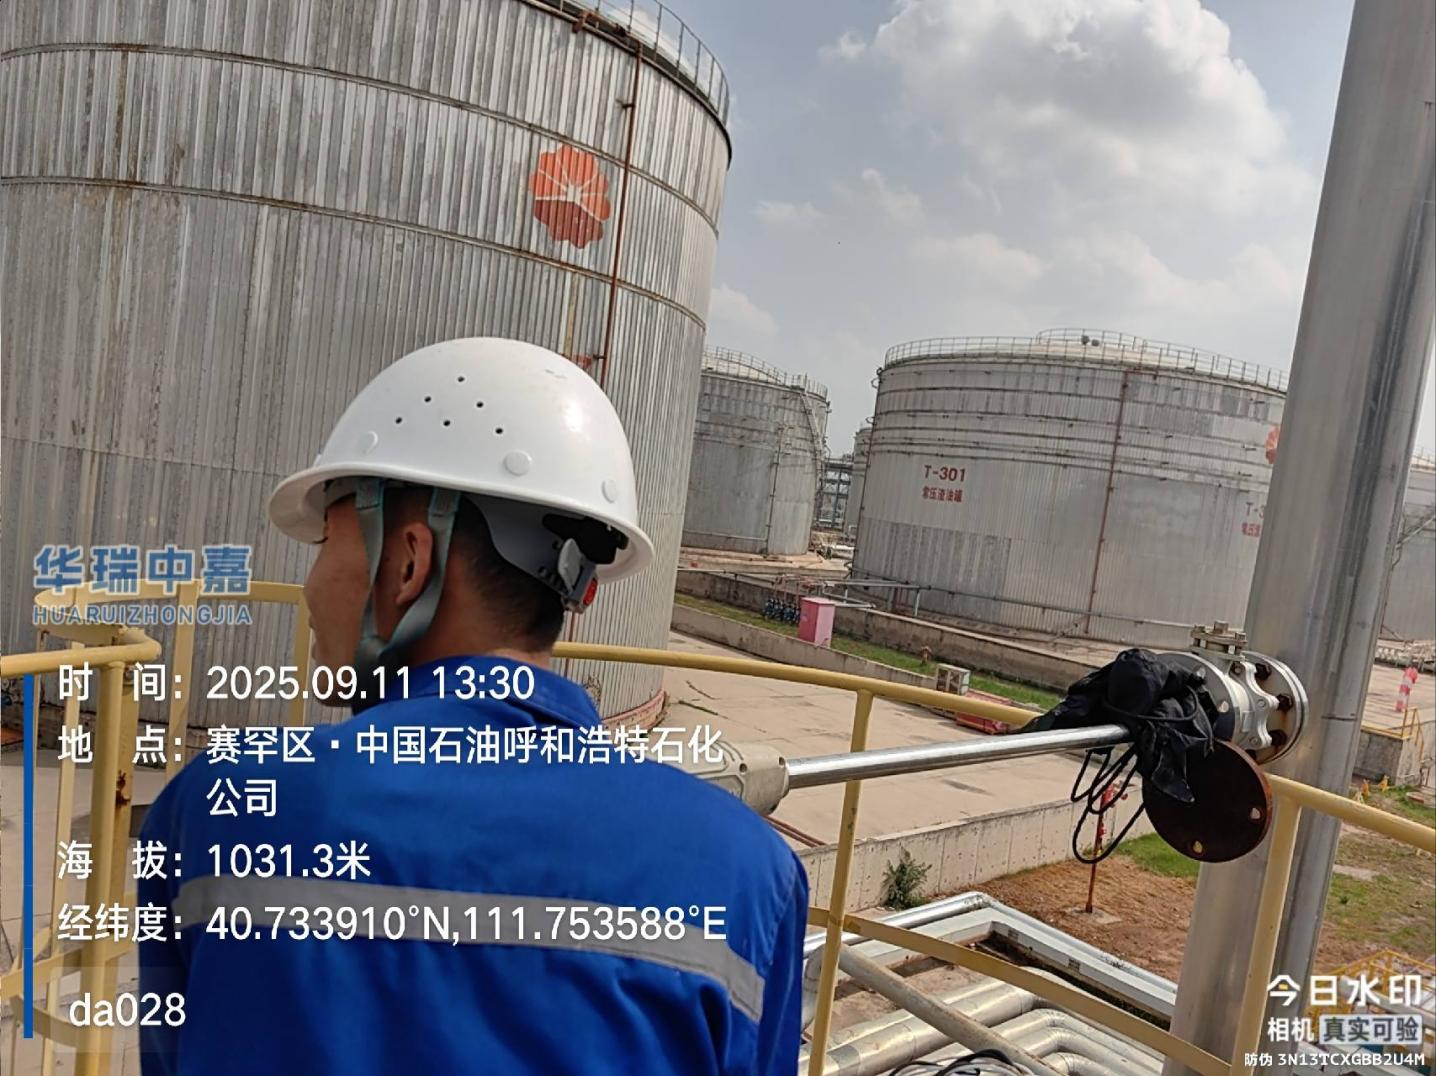 T-301
常压渣油罐
T-3
华瑞中嘉
HUARUIZHONGJIA
时 间：2025.09.11 13:30
地 点：赛罕区·中国石油呼和浩特石化
公司
海 拔：1031.3米
经纬度：40.733910°N,111.753588°E
da028
今日水印
相机 真实可验
防伪 3N13TCXGBB2U4M